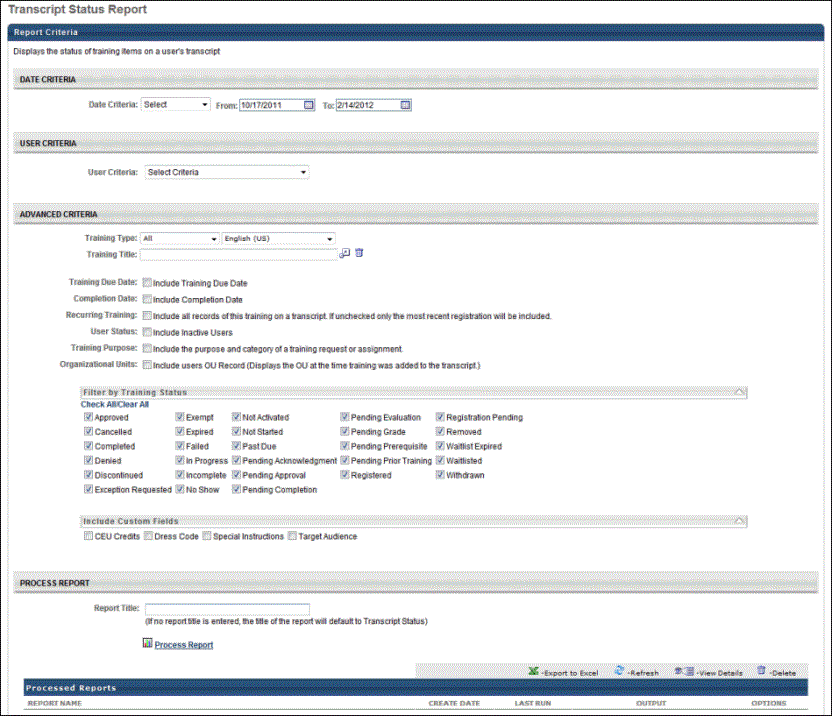 Transcript Status Report
Report Criteria
Displays the status of training items on a user's transcript
DATE CRITERIA
Date Criteria: Select From: 10/17/2011 To: 2/14/2012
USER CRITERIA
User Criteria: Select Criteria
ADVANCED CRITERIA
Training Type: All English (US)
Training Title:
Training Due Date: Include Training Due Date
Completion Date: Include Completion Date
Recurring Training: Include all records of this training on a transcript. If unchecked only the most recent registration will be included.
User Status: Include Inactive Users
Training Purpose: Include the purpose and category of a training request or assignment.
Organizational Units: Include users OU Record (Displays the OU at the time training was added to the transcript.)
Filter by Training Status
Check All/Clear All
Approved Exempt Not Activated Pending Evaluation Registration Pending
Cancelled Expired Not Started Pending Grade Removed
Completed Failed Past Due Pending Prerequisite Waitlist Expired
Denied In Progress Pending Acknowledgment Pending Prior Training Waitlisted
Discontinued Incomplete Pending Approval Registered Withdrawn
Exception Requested No Show Pending Completion
Include Custom Fields
CEU Credits Dress Code Special Instructions Target Audience
PROCESS REPORT
Report Title:
(If no report title is entered, the title of the report will default to Transcript Status)
Process Report
-Export to Excel -Refresh -View Details -Delete
Processed Reports
REPORT NAME CREATE DATE LAST RUN OUTPUT OPTIONS